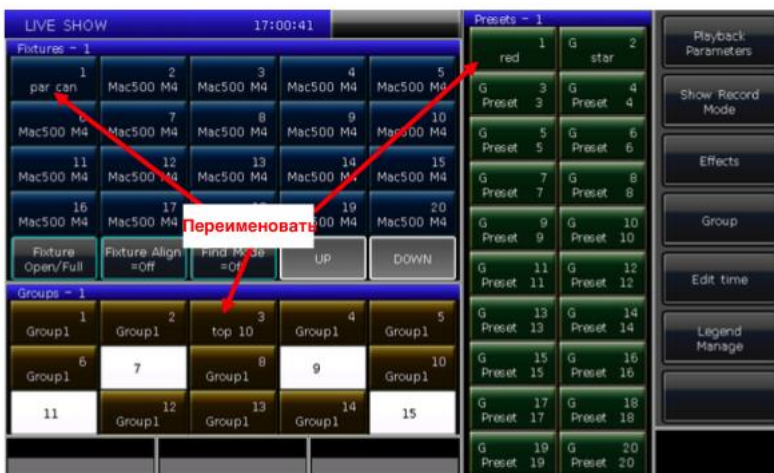 LIVE SHOW 17:00:41
Fixtures - 1
1 2 3 4 5
par can Mac500 M4 Mac500 M4 Mac500 M4 Mac500 M4
6 7 8 9 10
Mac500 M4 Mac500 M4 Mac500 M4 Mac500 M4 Mac500 M4
11 12 13 14 15
Mac500 M4 Mac500 M4 Mac500 M4 Mac500 M4 Mac500 M4
16 17 19 20
Mac500 M4 Mac500 M4 Mac500 M4
Переименовать
Fixture Open/Full
Fixture Align =Off
Find Mode =Off
UP
DOWN
Groups - 1
1 2 3 4 5
Group1 Group1 top 10 Group1 Group1
6 7 8 9 10
Group1 Group1 Group1
11 12 13 14 15
Group1 Group1 Group1
Presets - 1
1 G 2
red star
G 3 G 4
Preset 3 Preset 4
G 5 G 6
Preset 5 Preset 6
G 7 G 8
Preset 7 Preset 8
G 9 G 10
Preset 9 Preset 10
G 11 G 12
Preset 11 Preset 12
G 13 G 14
Preset 13 Preset 14
G 15 G 16
Preset 15 Preset 16
G 17 G 18
Preset 17 Preset 18
G 19 G 20
Preset 19 Preset 20
Playback
Parameters
Show Record
Mode
Effects
Group
Edit time
Legend
Manage